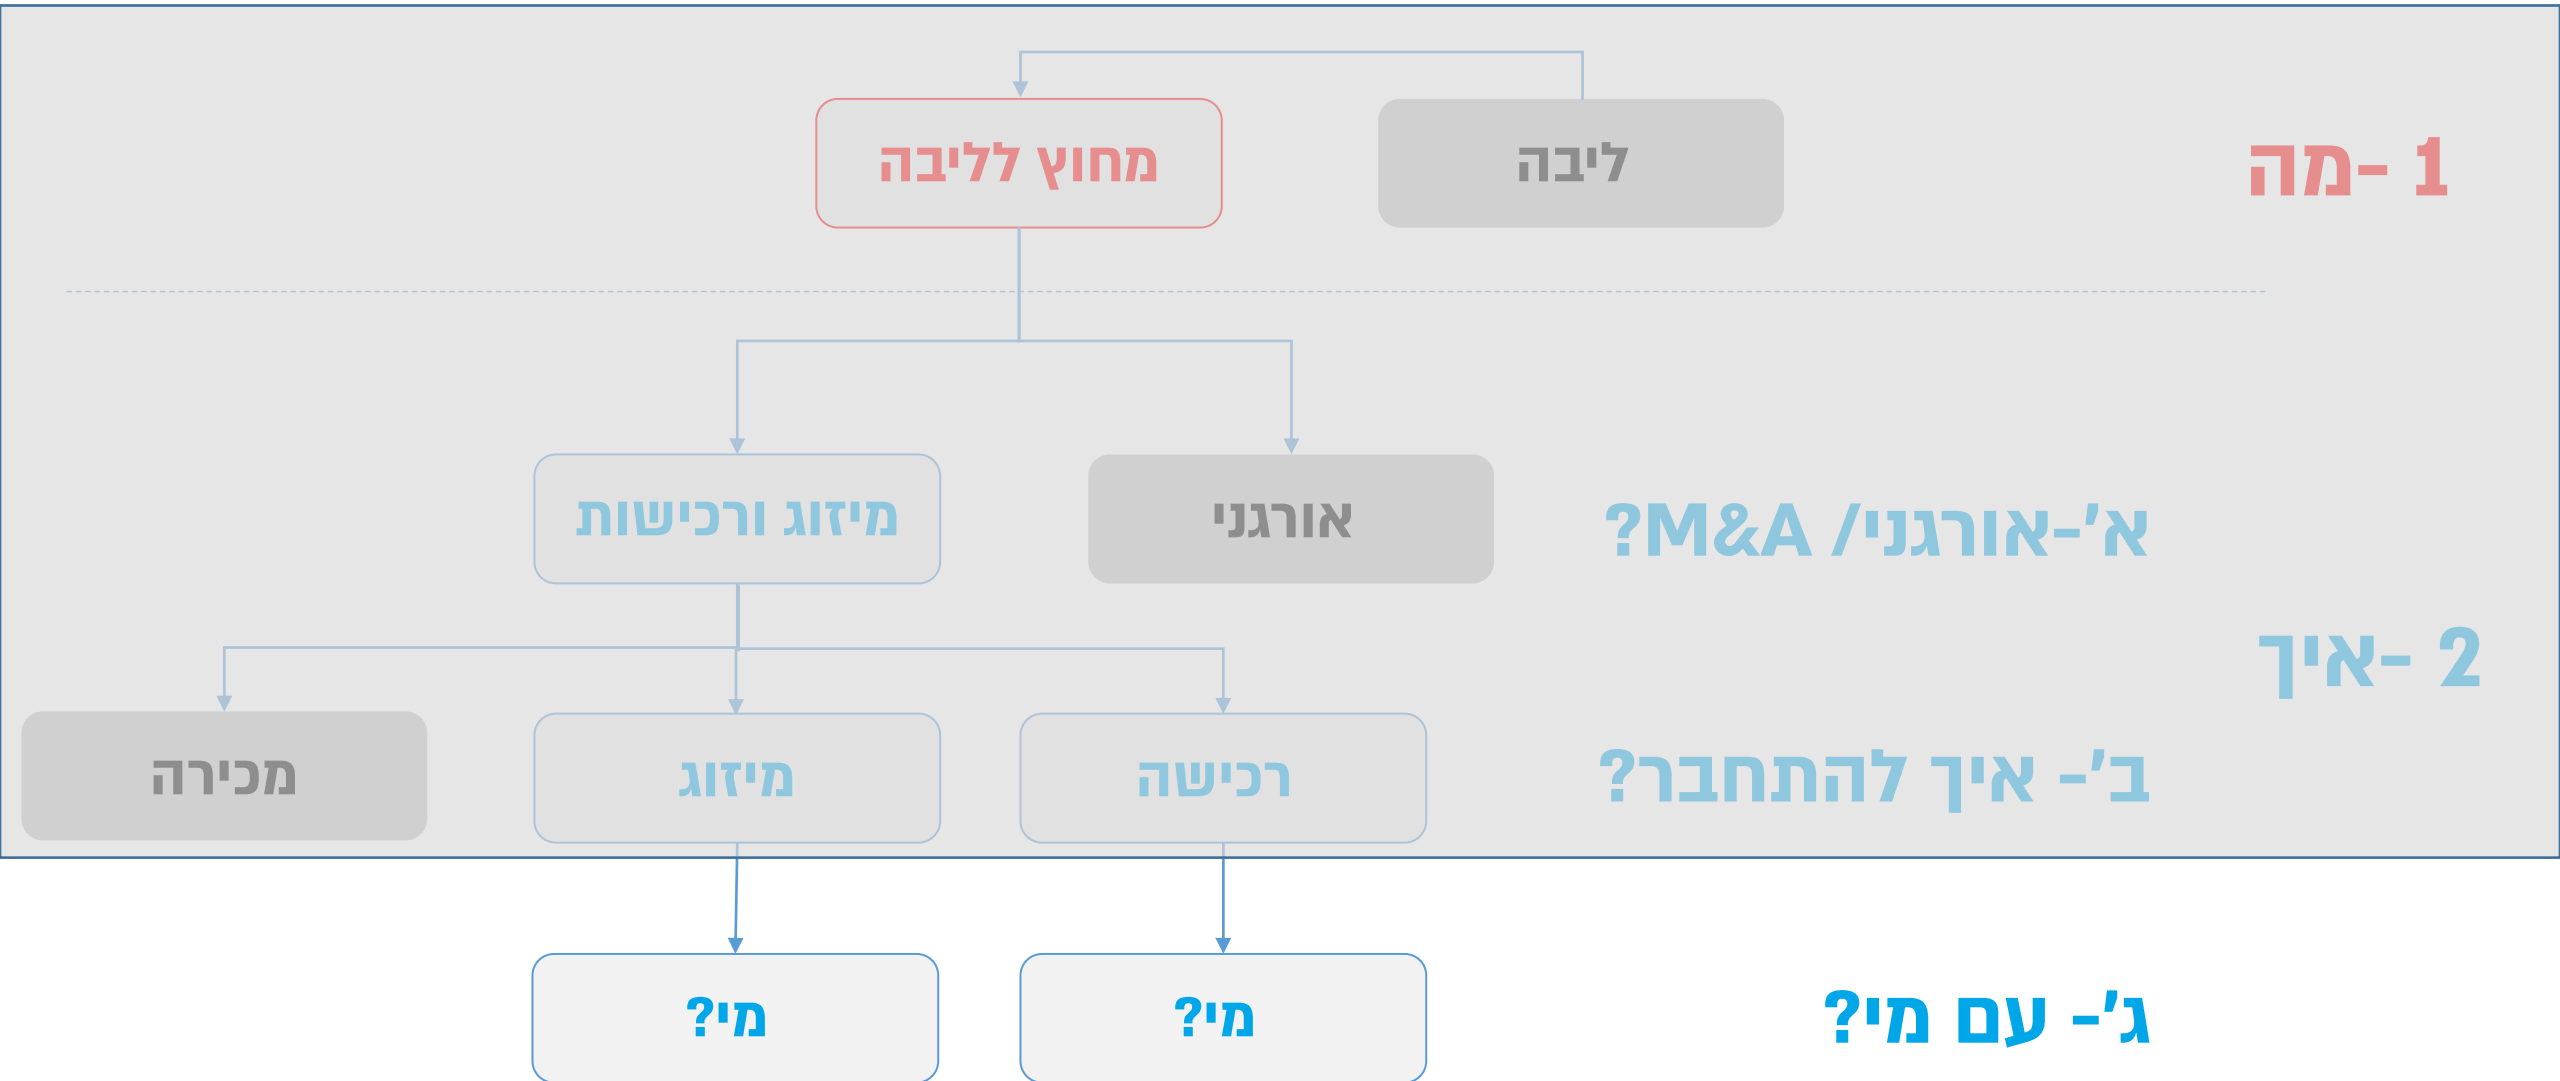 1 -מה
ליבה
מחוץ לליבה
2 -איך
א'-אורגני/ M&A?
אורגני
מיזוג ורכישות
ב'- איך להתחבר?
רכישה
מיזוג
מכירה
ג'- עם מי?
מי?
מי?